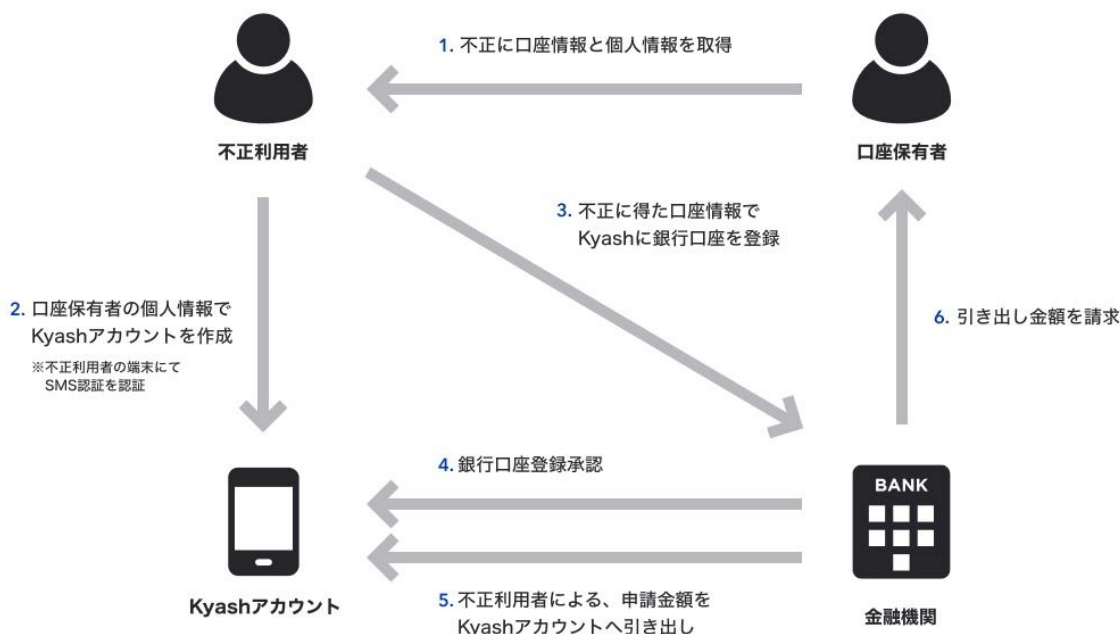 1. 不正に口座情報と個人情報を取得
不正利用者
口座保有者
3. 不正に得た口座情報で
Kyashに銀行口座を登録
2. 口座保有者の個人情報で
Kyashアカウントを作成
※不正利用者の端末にて
SMS認証を認証
6. 引き出し金額を請求
4. 銀行口座登録承認
BANK
Kyashアカウント
5. 不正利用者による、申請金額を
Kyashアカウントへ引き出し
金融機関